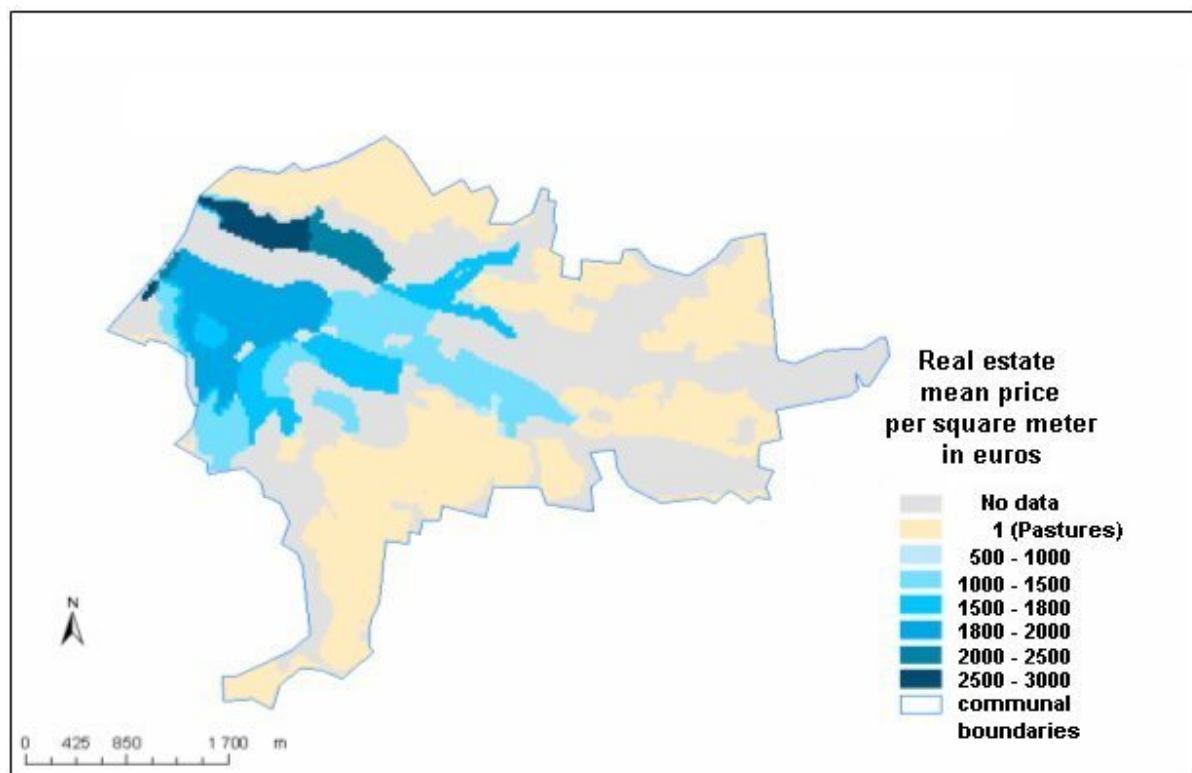 Real estate
mean price
per square meter
in euros
No data
1 (Pastures)
500 - 1000
1000 - 1500
1500 - 1800
1800 - 2000
2000 - 2500
2500 - 3000
communal
boundaries
N
0 425 850 1 700 m